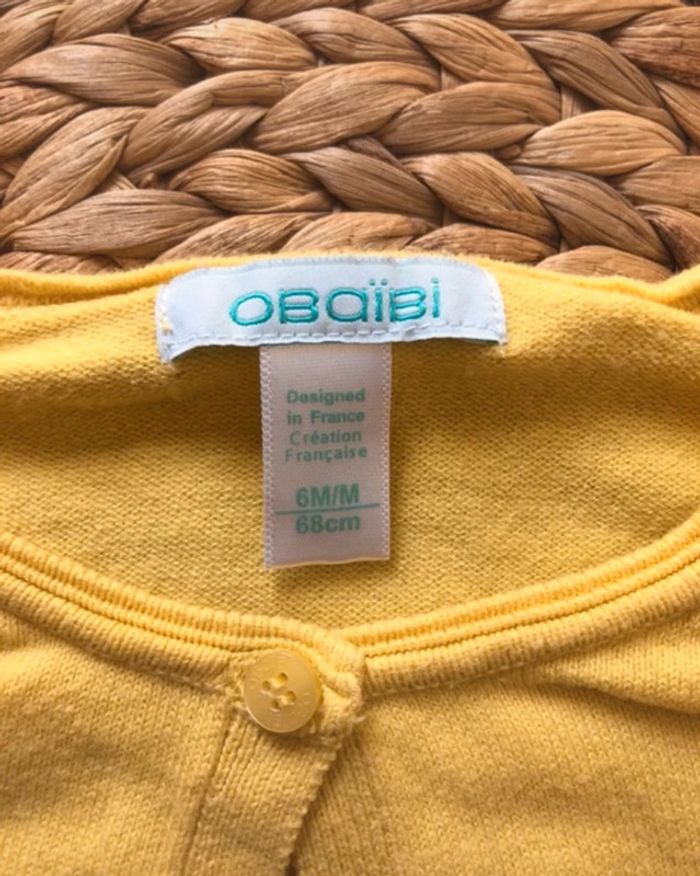 OBaïBi
Designed
in France
Création
Française
6M/M
68cm